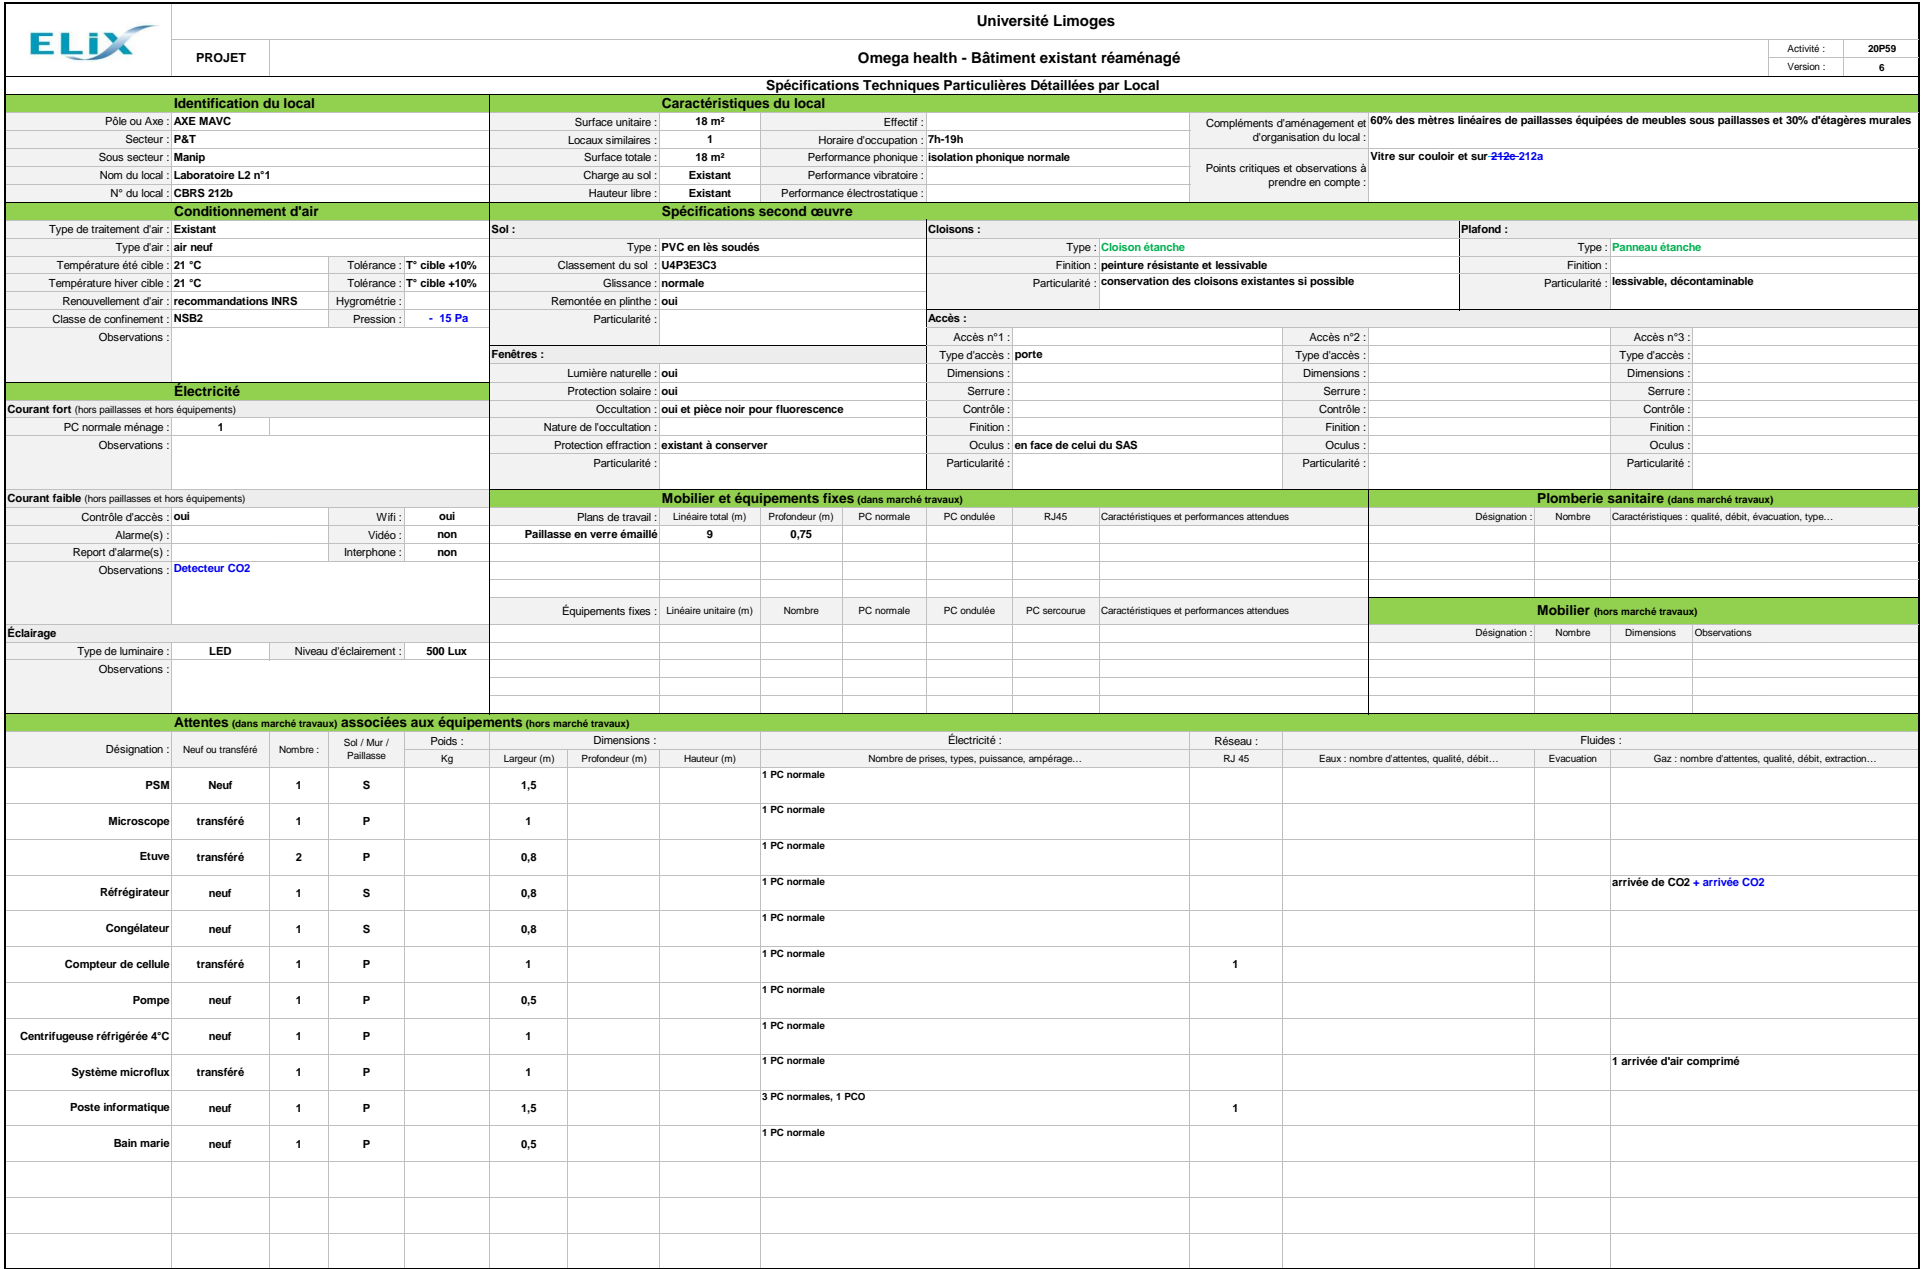 ELiX
Université Limoges
PROJET
Omega health - Bâtiment existant réaménagé
Activité : 20P59
Version : 6
Spécifications Techniques Particulières Détaillées par Local
Identification du local
Pôle ou Axe : AXE MAVC
Secteur : P&T
Sous secteur : Manip
Nom du local : Laboratoire L2 n°1
N° du local : CBRS 212b
Caractéristiques du local
Surface unitaire : 18 m² Effectif :
Locaux similaires : 1 Horaire d'occupation : 7h-19h
Surface totale : 18 m² Performance phonique : isolation phonique normale
Charge au sol : Existant Performance vibratoire :
Hauteur libre : Existant Performance électrostatique :
Compléments d'aménagement et d'organisation du local : 60% des mètres linéaires de paillasses équipées de meubles sous paillasses et 30% d'étagères murales
Points critiques et observations à prendre en compte : Vitre sur couloir et sur 212c 212a
Conditionnement d'air
Type de traitement d'air : Existant
Type d'air : air neuf
Température été cible : 21 °C Tolérance : T° cible +10%
Température hiver cible : 21 °C Tolérance : T° cible +10%
Renouvellement d'air : recommandations INRS Hygrométrie :
Classe de confinement : NSB2 Pression : - 15 Pa
Observations :
Spécifications second œuvre
Sol :
Type : PVC en lès soudés
Classement du sol : U4P3E3C3
Glissance : normale
Remontée en plinthe : oui
Particularité :
Cloisons :
Type : Cloison étanche
Finition : peinture résistante et lessivable
Particularité : conservation des cloisons existantes si possible
Plafond :
Type : Panneau étanche
Finition :
Particularité : lessivable, décontaminable
Fenêtres :
Lumière naturelle : oui
Protection solaire : oui
Occultation : oui et pièce noir pour fluorescence
Nature de l'occultation :
Protection effraction : existant à conserver
Particularité :
Accès :
Accès n°1 : Accès n°2 : Accès n°3 :
Type d'accès : porte Type d'accès : Type d'accès :
Dimensions : Dimensions : Dimensions :
Serrure : Serrure : Serrure :
Contrôle : Contrôle : Contrôle :
Finition : Finition : Finition :
Oculus : en face de celui du SAS Oculus : Oculus :
Particularité : Particularité : Particularité :
Électricité
Courant fort (hors paillasses et hors équipements)
PC normale ménage : 1
Observations :
Courant faible (hors paillasses et hors équipements)
Contrôle d'accès : oui Wifi : oui
Alarme(s) : Vidéo : non
Report d'alarme(s) : Interphone : non
Observations : Detecteur CO2
Éclairage
Type de luminaire : LED Niveau d'éclairement : 500 Lux
Observations :
Mobilier et équipements fixes (dans marché travaux)
Plans de travail : Linéaire total (m) Profondeur (m) PC normale PC ondulée RJ45 Caractéristiques et performances attendues
Paillasse en verre émaillé 9 0,75
Équipements fixes : Linéaire unitaire (m) Nombre PC normale PC ondulée PC sercourue Caractéristiques et performances attendues
Plomberie sanitaire (dans marché travaux)
Désignation : Nombre Caractéristiques : qualité, débit, évacuation, type…
Mobilier (hors marché travaux)
Désignation : Nombre Dimensions Observations
Attentes (dans marché travaux) associées aux équipements (hors marché travaux)
Désignation : Neuf ou transféré Nombre : Sol / Mur / Paillasse Poids : Dimensions : Électricité : Réseau : Fluides :
Kg Largeur (m) Profondeur (m) Hauteur (m) Nombre de prises, types, puissance, ampérage… RJ 45 Eaux : nombre d'attentes, qualité, débit… Evacuation Gaz : nombre d'attentes, qualité, débit, extraction…
PSM Neuf 1 S 1,5 1 PC normale
Microscope transféré 1 P 1 1 PC normale
Etuve transféré 2 P 0,8 1 PC normale
Réfrégirateur neuf 1 S 0,8 1 PC normale arrivée de CO2 + arrivée CO2
Congélateur neuf 1 S 0,8 1 PC normale
Compteur de cellule transféré 1 P 1 1 PC normale 1
Pompe neuf 1 P 0,5 1 PC normale
Centrifugeuse réfrigérée 4°C neuf 1 P 1 1 PC normale
Système microflux transféré 1 P 1 1 PC normale 1 arrivée d'air comprimé
Poste informatique neuf 1 P 1,5 3 PC normales, 1 PCO 1
Bain marie neuf 1 P 0,5 1 PC normale